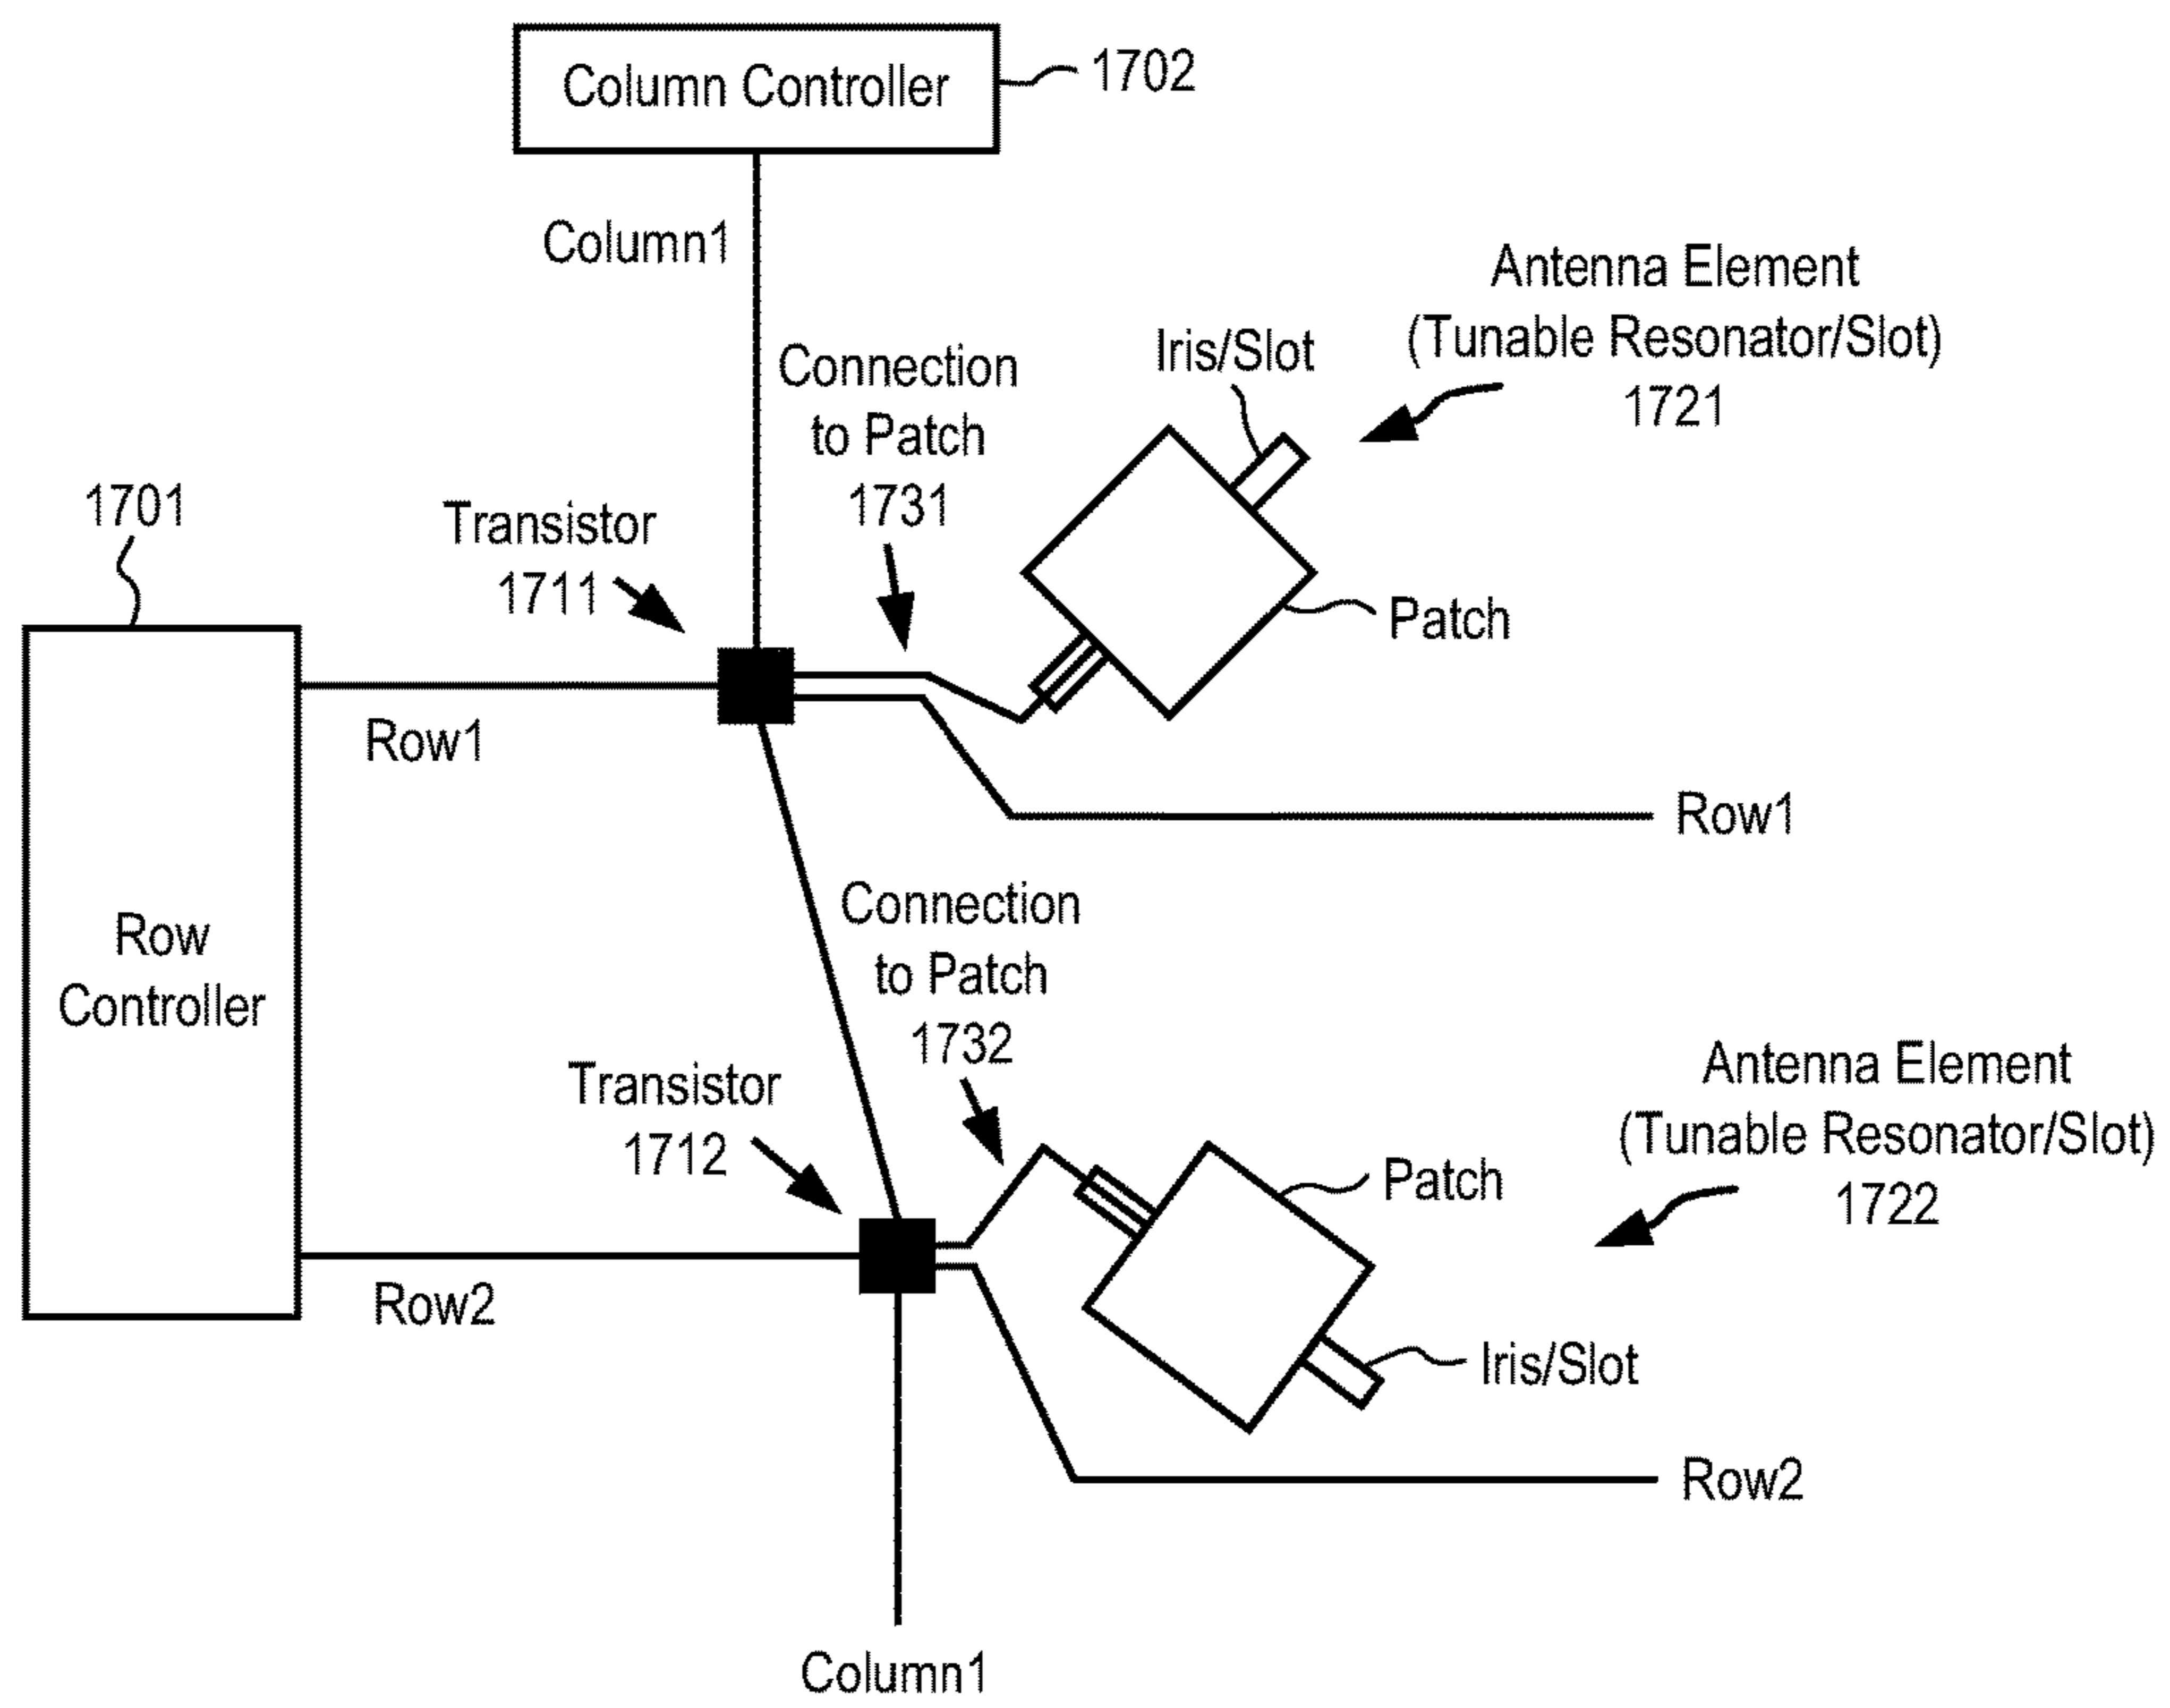 Column Controller
1702
Column1
Antenna Element
(Tunable Resonator/Slot)
1721
Iris/Slot
Connection
to Patch
1731
1701
Transistor
1711
Patch
Row1
Row1
Row
Controller
Connection
to Patch
1732
Transistor
1712
Antenna Element
(Tunable Resonator/Slot)
1722
Patch
Row2
Iris/Slot
Row2
Column1